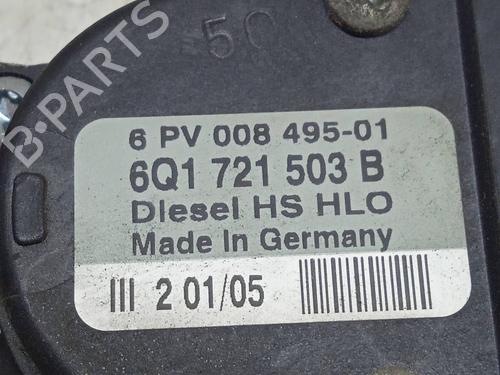 50
B-PARTS
6 PV 008 495-01
6Q1 721 503 B
Diesel HS HLO
Made In Germany
||| 2 01/05